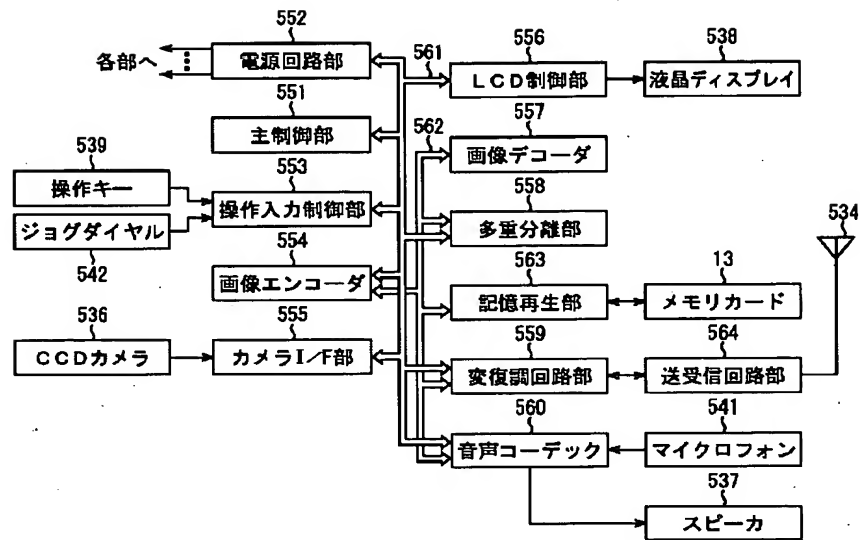 552
各部へ
電源回路部
551
主制御部
539
操作キー
553
操作入力制御部
ジョグダイヤル
542
554
画像エンコーダ
536
CCDカメラ
555
カメラI/F部
561
562
556
LCD制御部
538
液晶ディスプレイ
557
画像デコーダ
558
多重分離部
534
563
記憶再生部
13
メモリカード
559
変復調回路部
564
送受信回路部
560
音声コーデック
541
マイクロフォン
537
スピーカ